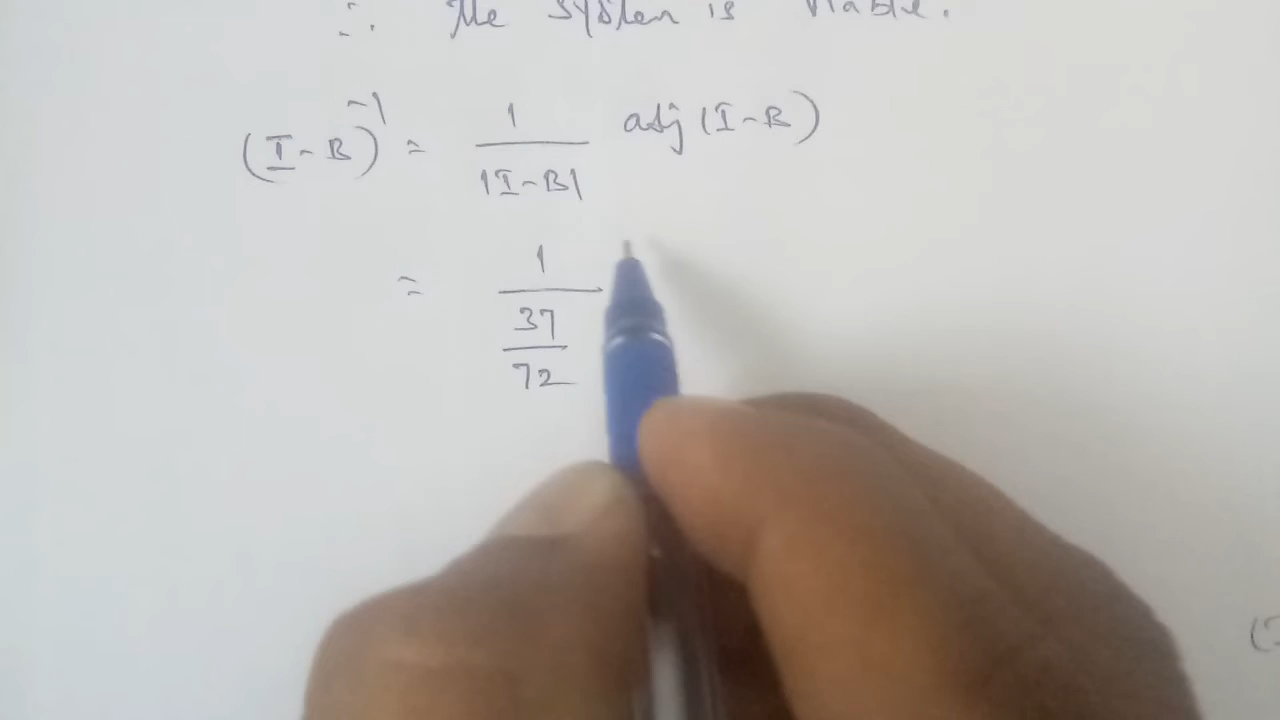 ∴ The system is viable.
(I-B)^-1 = 1/|I-B| adj (I-B)
= 1/(37/72)
(I